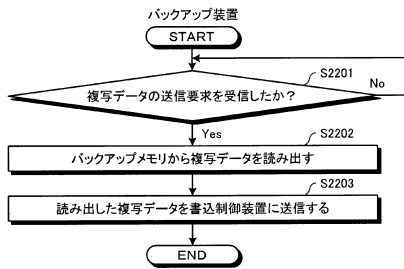 バックアップ装置
START
S2201
複写データの送信要求を受信したか？
No
Yes
S2202
バックアップメモリから複写データを読み出す
S2203
読み出した複写データを書込制御装置に送信する
END